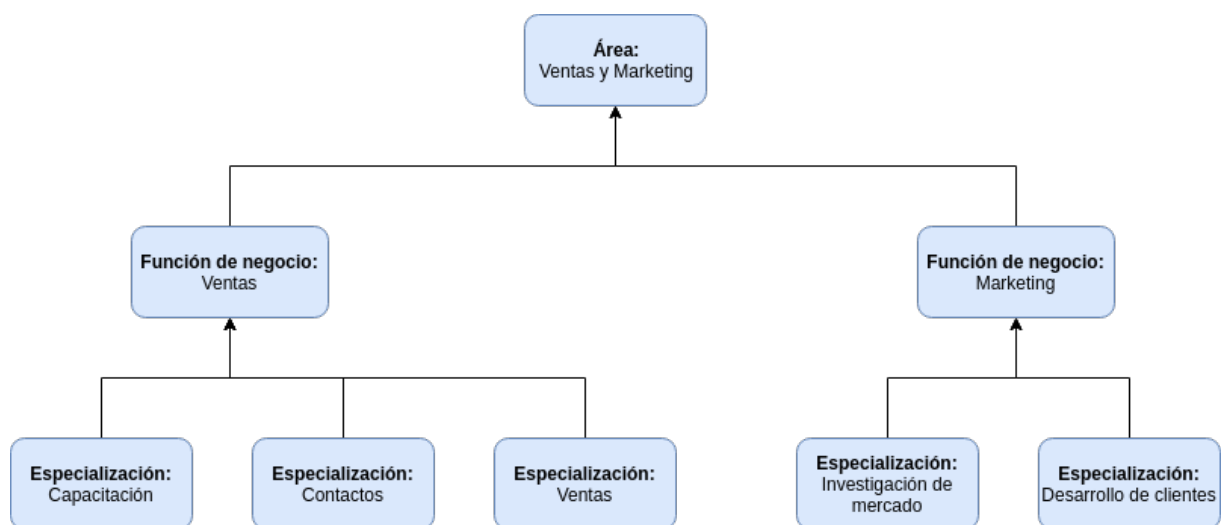 Área:
Ventas y Marketing
Función de negocio:
Ventas
Función de negocio:
Marketing
Especialización:
Capacitación
Especialización:
Contactos
Especialización:
Ventas
Especialización:
Investigación de
mercado
Especialización:
Desarrollo de clientes